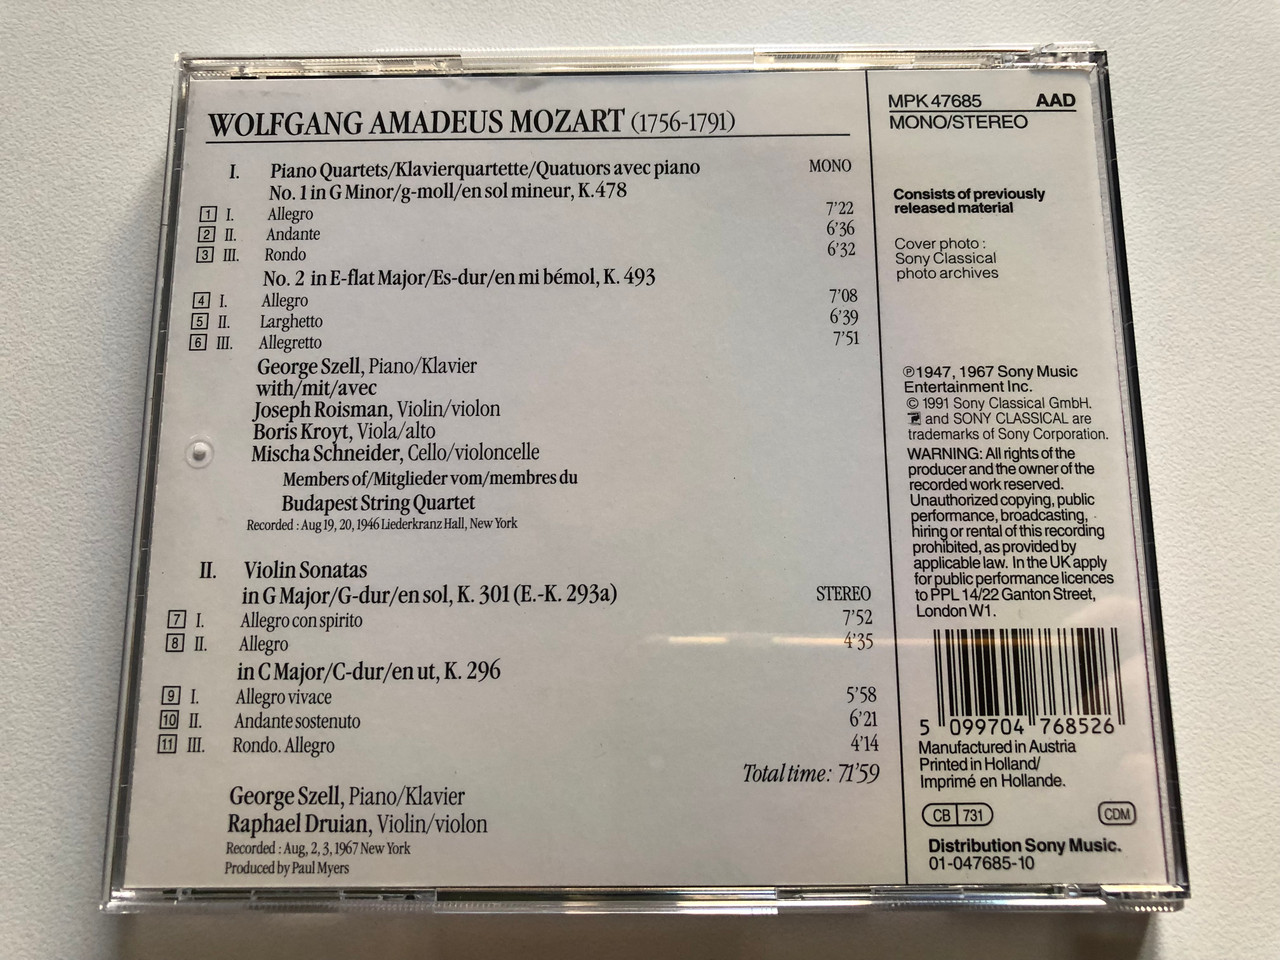 WOLFGANG AMADEUS MOZART (1756-1791)
I. Piano Quartets/Klavierquartette/Quatuors avec piano MONO
No. 1 in G Minor/g-moll/en sol mineur, K.478
1 I. Allegro 7'22
2 II. Andante 6'36
3 III. Rondo 6'32
No. 2 in E-flat Major/Es-dur/en mi bémol, K. 493
4 I. Allegro 7'08
5 II. Larghetto 6'39
6 III. Allegretto 7'51
George Szell, Piano/Klavier
with/mit/avec
Joseph Roisman, Violin/violon
Boris Kroyt, Viola/alto
Mischa Schneider, Cello/violoncelle
Members of/Mitglieder vom/membres du
Budapest String Quartet
Recorded : Aug 19, 20, 1946 Liederkranz Hall, New York
II. Violin Sonatas
in G Major/G-dur/en sol, K. 301 (E.-K. 293a) STEREO
7 I. Allegro con spirito 7'52
8 II. Allegro 4'35
in C Major/C-dur/en ut, K. 296
9 I. Allegro vivace 5'58
10 II. Andante sostenuto 6'21
11 III. Rondo. Allegro 4'14
Total time: 71'59
George Szell, Piano/Klavier
Raphael Druian, Violin/violon
Recorded : Aug, 2, 3, 1967 New York
Produced by Paul Myers
MPK 47685 AAD
MONO/STEREO
Consists of previously
released material
Cover photo :
Sony Classical
photo archives
℗ 1947, 1967 Sony Music
Entertainment Inc.
© 1991 Sony Classical GmbH.
and SONY CLASSICAL are
trademarks of Sony Corporation.
WARNING: All rights of the
producer and the owner of the
recorded work reserved.
Unauthorized copying, public
performance, broadcasting,
hiring or rental of this recording
prohibited, as provided by
applicable law. In the UK apply
for public performance licences
to PPL 14/22 Ganton Street,
London W1.
5 099704 768526
Manufactured in Austria
Printed in Holland/
Imprimé en Hollande.
CB 731 CDM
Distribution Sony Music.
01-047685-10